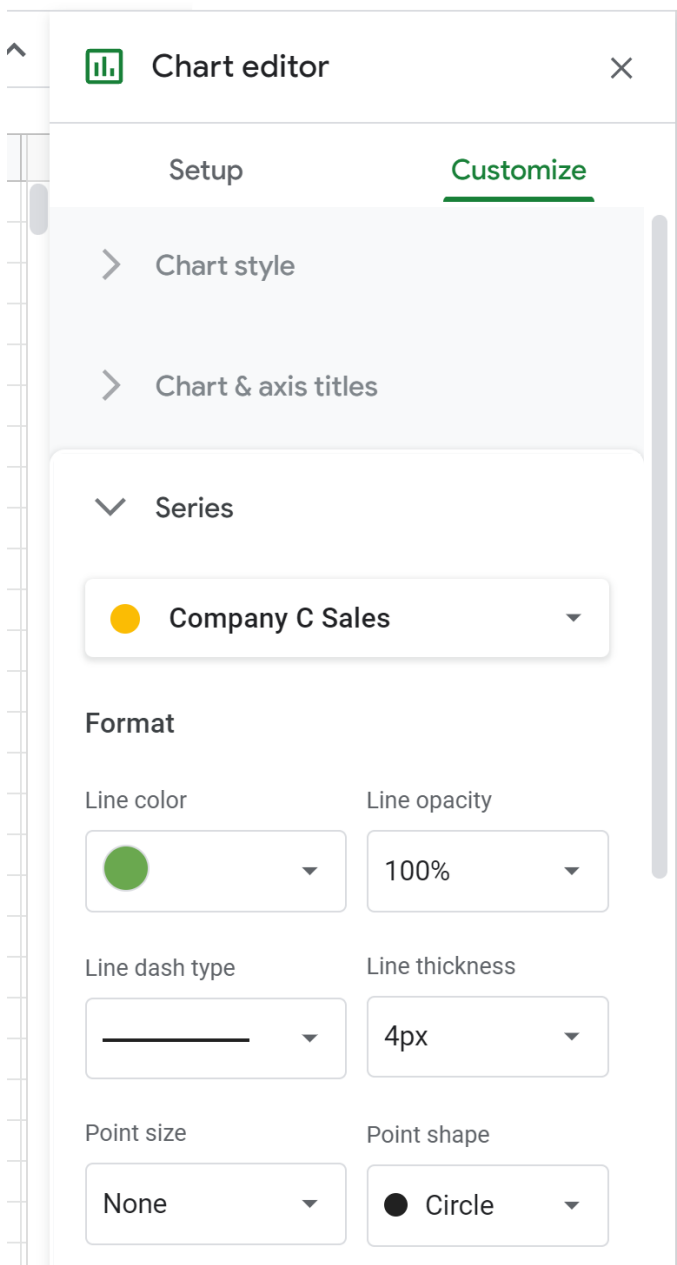 Chart editor
Setup
Customize
Chart style
Chart & axis titles
Series
Company C Sales
Format
Line color
Line opacity
100%
Line dash type
Line thickness
4px
Point size
Point shape
None
Circle